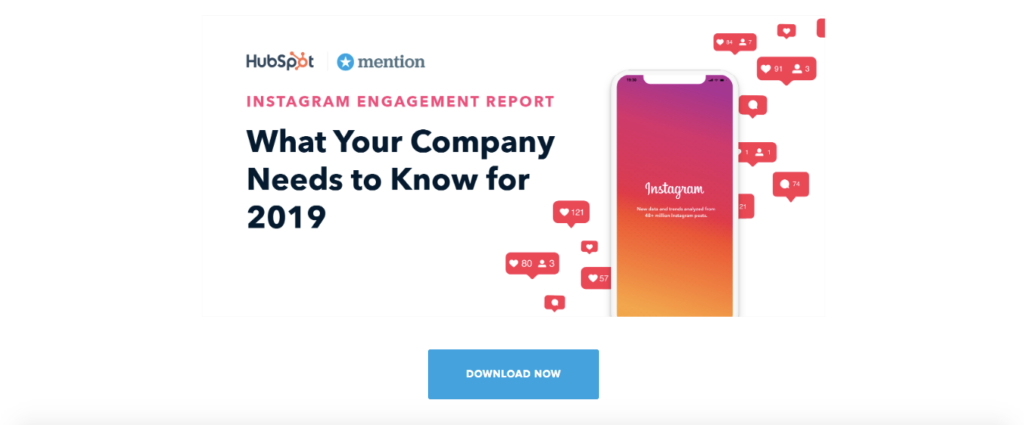 HubSpot mention
INSTAGRAM ENGAGEMENT REPORT
What Your Company
Needs to Know for
2019
84 7
91 3
1 1
74
21
121
80 3
57
Instagram
New data and trends analyzed from
48+ million Instagram posts.
DOWNLOAD NOW